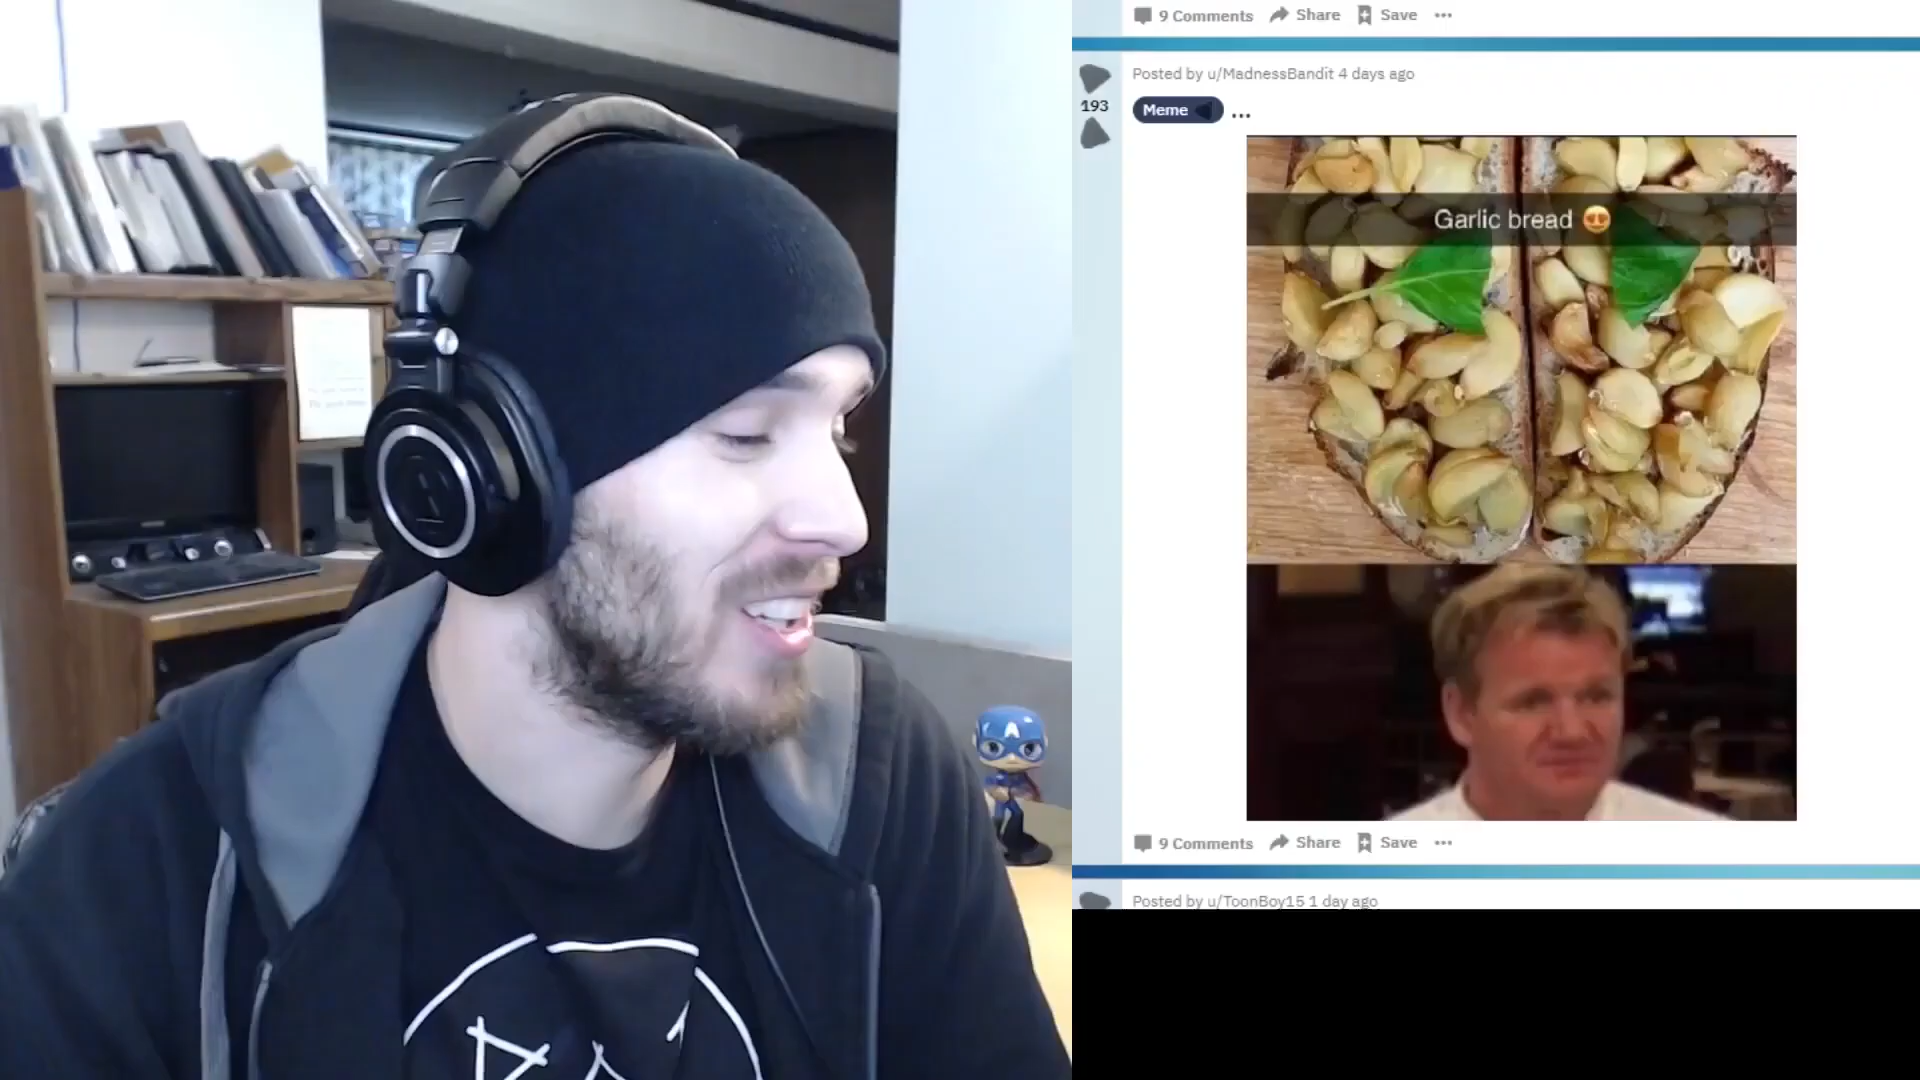 9 Comments Share Save
Posted by u/MadnessBandit 4 days ago
193
Meme ...
Garlic bread 😍
9 Comments Share Save
Posted by u/ToonBoy15 1 day ago